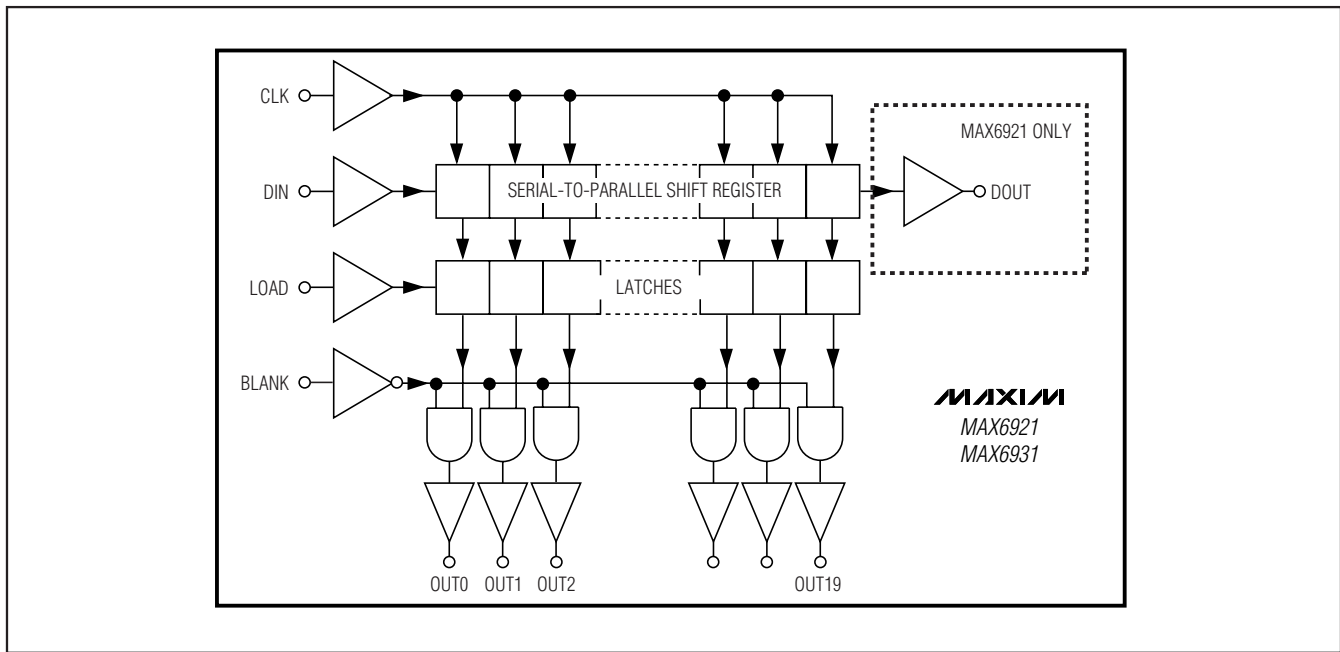 CLK
MAX6921 ONLY
DIN
SERIAL-TO-PARALLEL SHIFT REGISTER
DOUT
LOAD
LATCHES
BLANK
MAXIM
MAX6921
MAX6931
OUT0
OUT1
OUT2
OUT19